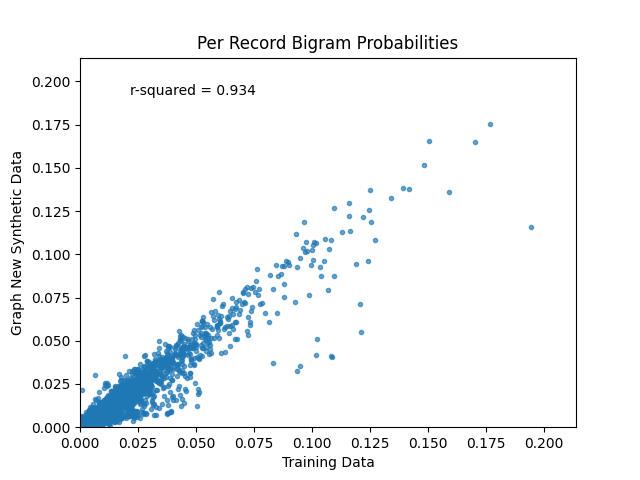 Per Record Bigram Probabilities
r-squared = 0.934
Graph New Synthetic Data
0.200
0.175
0.150
0.125
0.100
0.075
0.050
0.025
0.000
0.000 0.025 0.050 0.075 0.100 0.125 0.150 0.175 0.200
Training Data